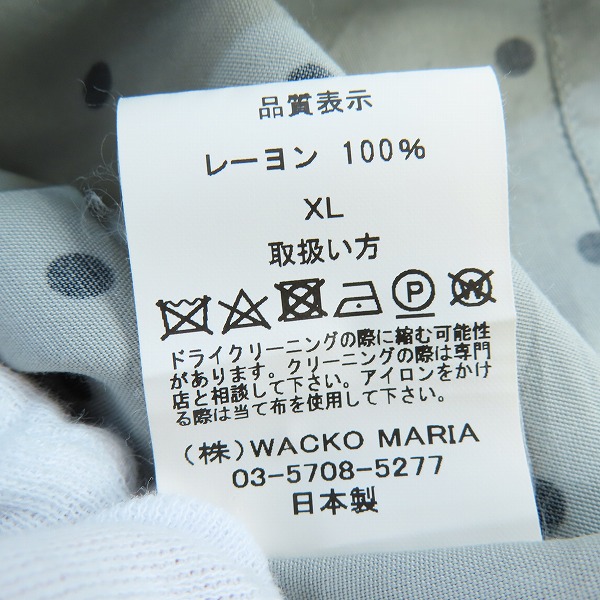 品質表示
レーヨン 100%
XL
取扱い方
P W
ドライクリーニングの際に縮む可能性
があります。クリーニングの際は専門
店と相談して下さい。アイロンをかけ
る際は当て布を使用して下さい。
(株)WACKO MARIA
03-5708-5277
日本製